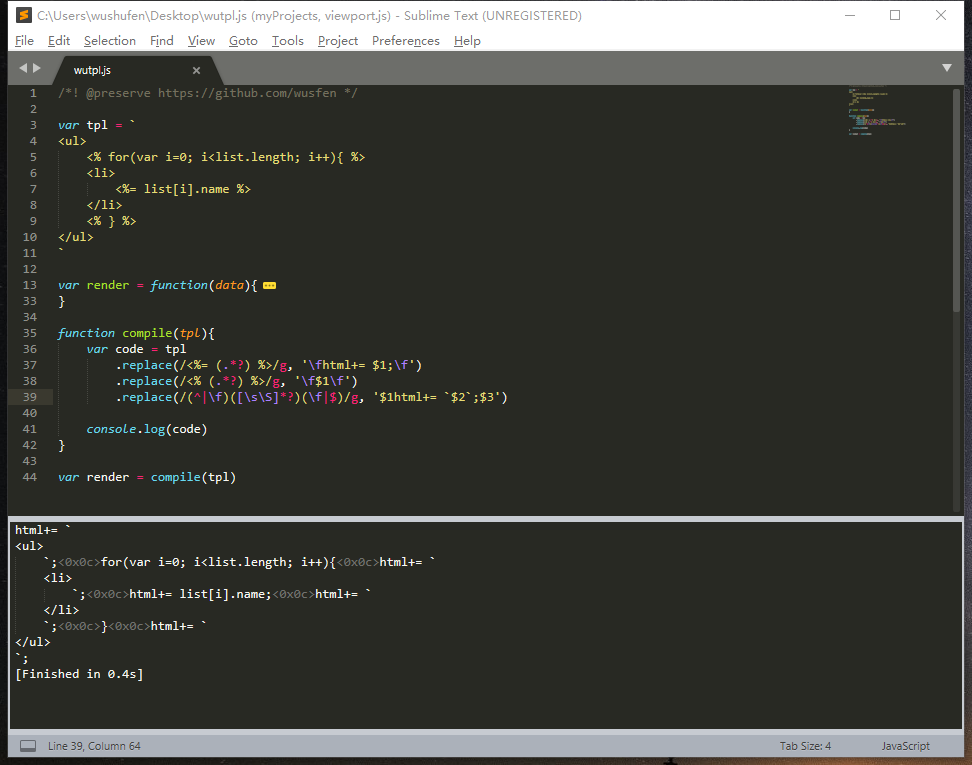 C:\Users\wushufen\Desktop\wutpl.js (myProjects, viewport.js) - Sublime Text (UNREGISTERED)
File Edit Selection Find View Goto Tools Project Preferences Help
wutpl.js ×
1 /*! @preserve https://github.com/wusfen */
2
3 var tpl = `
4 <ul>
5     <% for(var i=0; i<list.length; i++){ %>
6     <li>
7         <%= list[i].name %>
8     </li>
9     <% } %>
10 </ul>
11 `
12
13 var render = function(data){
33 }
34
35 function compile(tpl){
36     var code = tpl
37         .replace(/<%= (.*?) %>/g, '\fhtml+= $1;\f')
38         .replace(/<% (.*?) %>/g, '\f$1\f')
39         .replace(/(^|\f)([\s\S]*?)(\f|$)/g, '$1html+= `$2`;$3')
40
41     console.log(code)
42 }
43
44 var render = compile(tpl)
html+= `
<ul>
    `;<0x0c>for(var i=0; i<list.length; i++){<0x0c>html+= `
    <li>
        `;<0x0c>html+= list[i].name;<0x0c>html+= `
    </li>
    `;<0x0c>}<0x0c>html+= `
</ul>
`;
[Finished in 0.4s]
Line 39, Column 64 Tab Size: 4 JavaScript